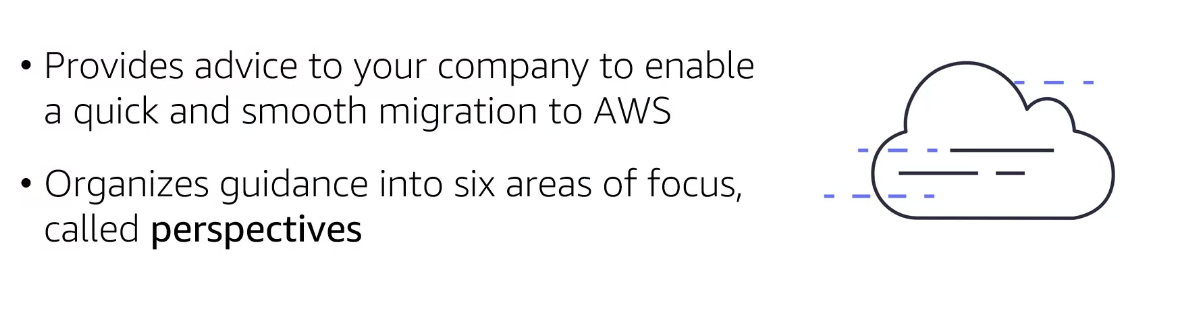 • Provides advice to your company to enable
a quick and smooth migration to AWS
• Organizes guidance into six areas of focus,
called perspectives